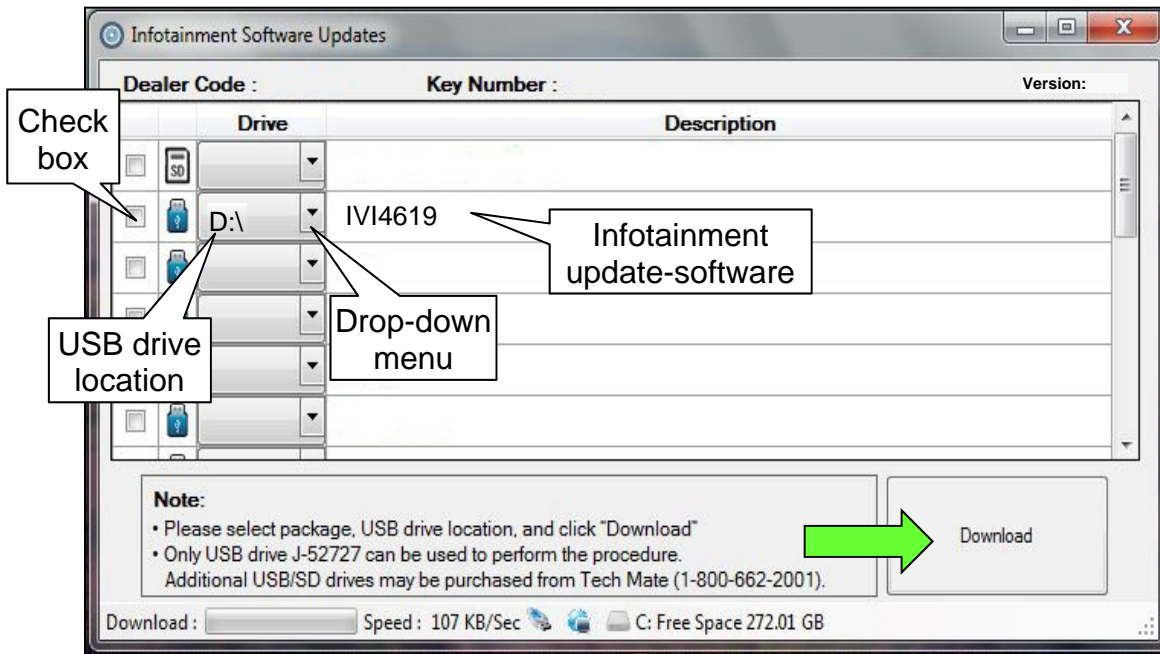 Infotainment Software Updates
Dealer Code :
Key Number :
Version:
Check
box
Drive
Description
SD
D:\
IVI4619
Infotainment
update-software
USB drive
location
Drop-down
menu
Note:
• Please select package, USB drive location, and click "Download"
• Only USB drive J-52727 can be used to perform the procedure.
Additional USB/SD drives may be purchased from Tech Mate (1-800-662-2001).
Download
Download :
Speed : 107 KB/Sec
C: Free Space 272.01 GB